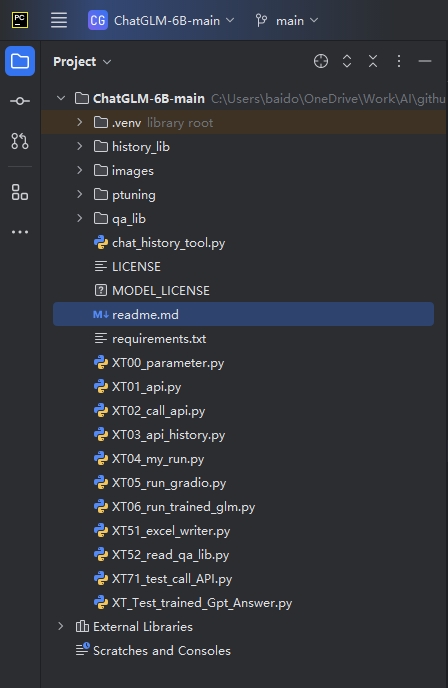 PC CG ChatGLM-6B-main main
Project
ChatGLM-6B-main C:\Users\baido\OneDrive\Work\AI\githu
.venv library root
history_lib
images
ptuning
qa_lib
chat_history_tool.py
LICENSE
? MODEL_LICENSE
M↓ readme.md
requirements.txt
XT00_parameter.py
XT01_api.py
XT02_call_api.py
XT03_api_history.py
XT04_my_run.py
XT05_run_gradio.py
XT06_run_trained_glm.py
XT51_excel_writer.py
XT52_read_qa_lib.py
XT71_test_call_API.py
XT_Test_trained_Gpt_Answer.py
External Libraries
Scratches and Consoles